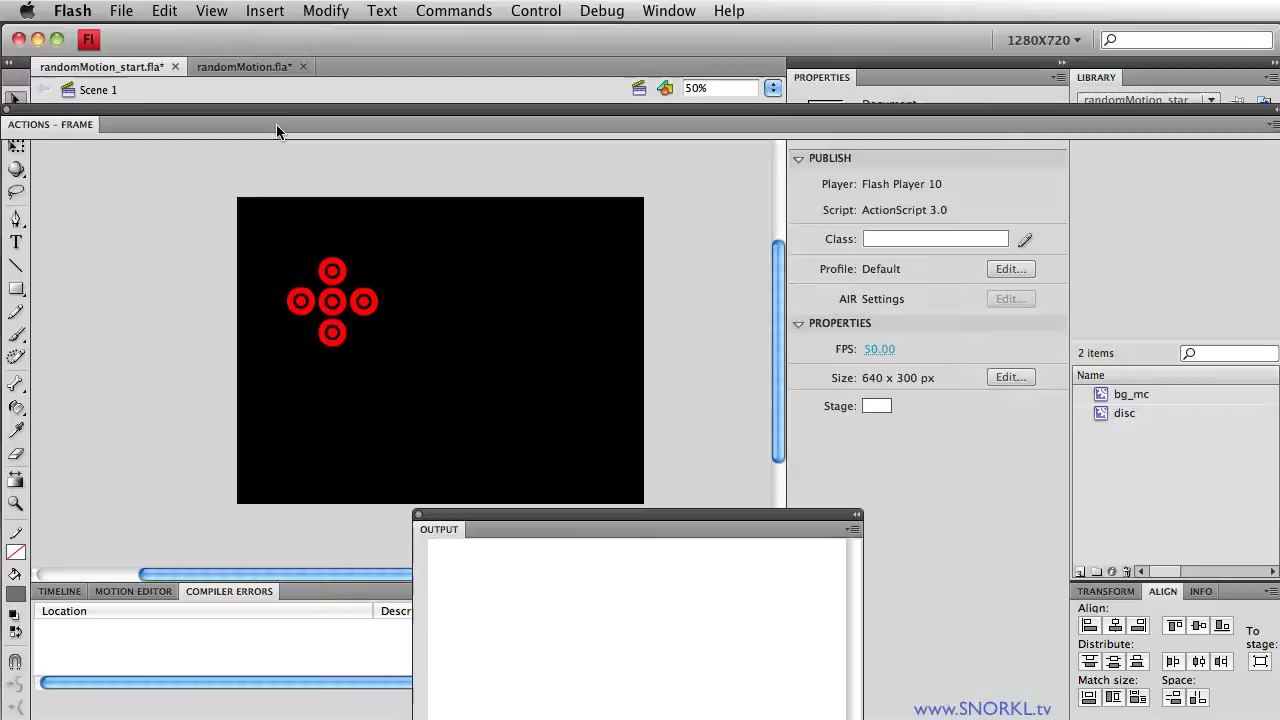 Flash File Edit View Insert Modify Text Commands Control Debug Window Help
Fl 1280X720
randomMotion_start.fla* randomMotion.fla* PROPERTIES LIBRARY
Scene 1 50%
randomMotion_star
Document
ACTIONS - FRAME
PUBLISH
Player: Flash Player 10
Script: ActionScript 3.0
Class:
Profile: Default Edit...
AIR Settings Edit...
PROPERTIES
FPS: 50.00
Size: 640 x 300 px Edit...
Stage:
2 items
Name
bg_mc
disc
OUTPUT
TIMELINE MOTION EDITOR COMPILER ERRORS
Location Descr
TRANSFORM ALIGN INFO
Align:
To
stage:
Distribute:
Match size: Space:
www.SNORKL.tv